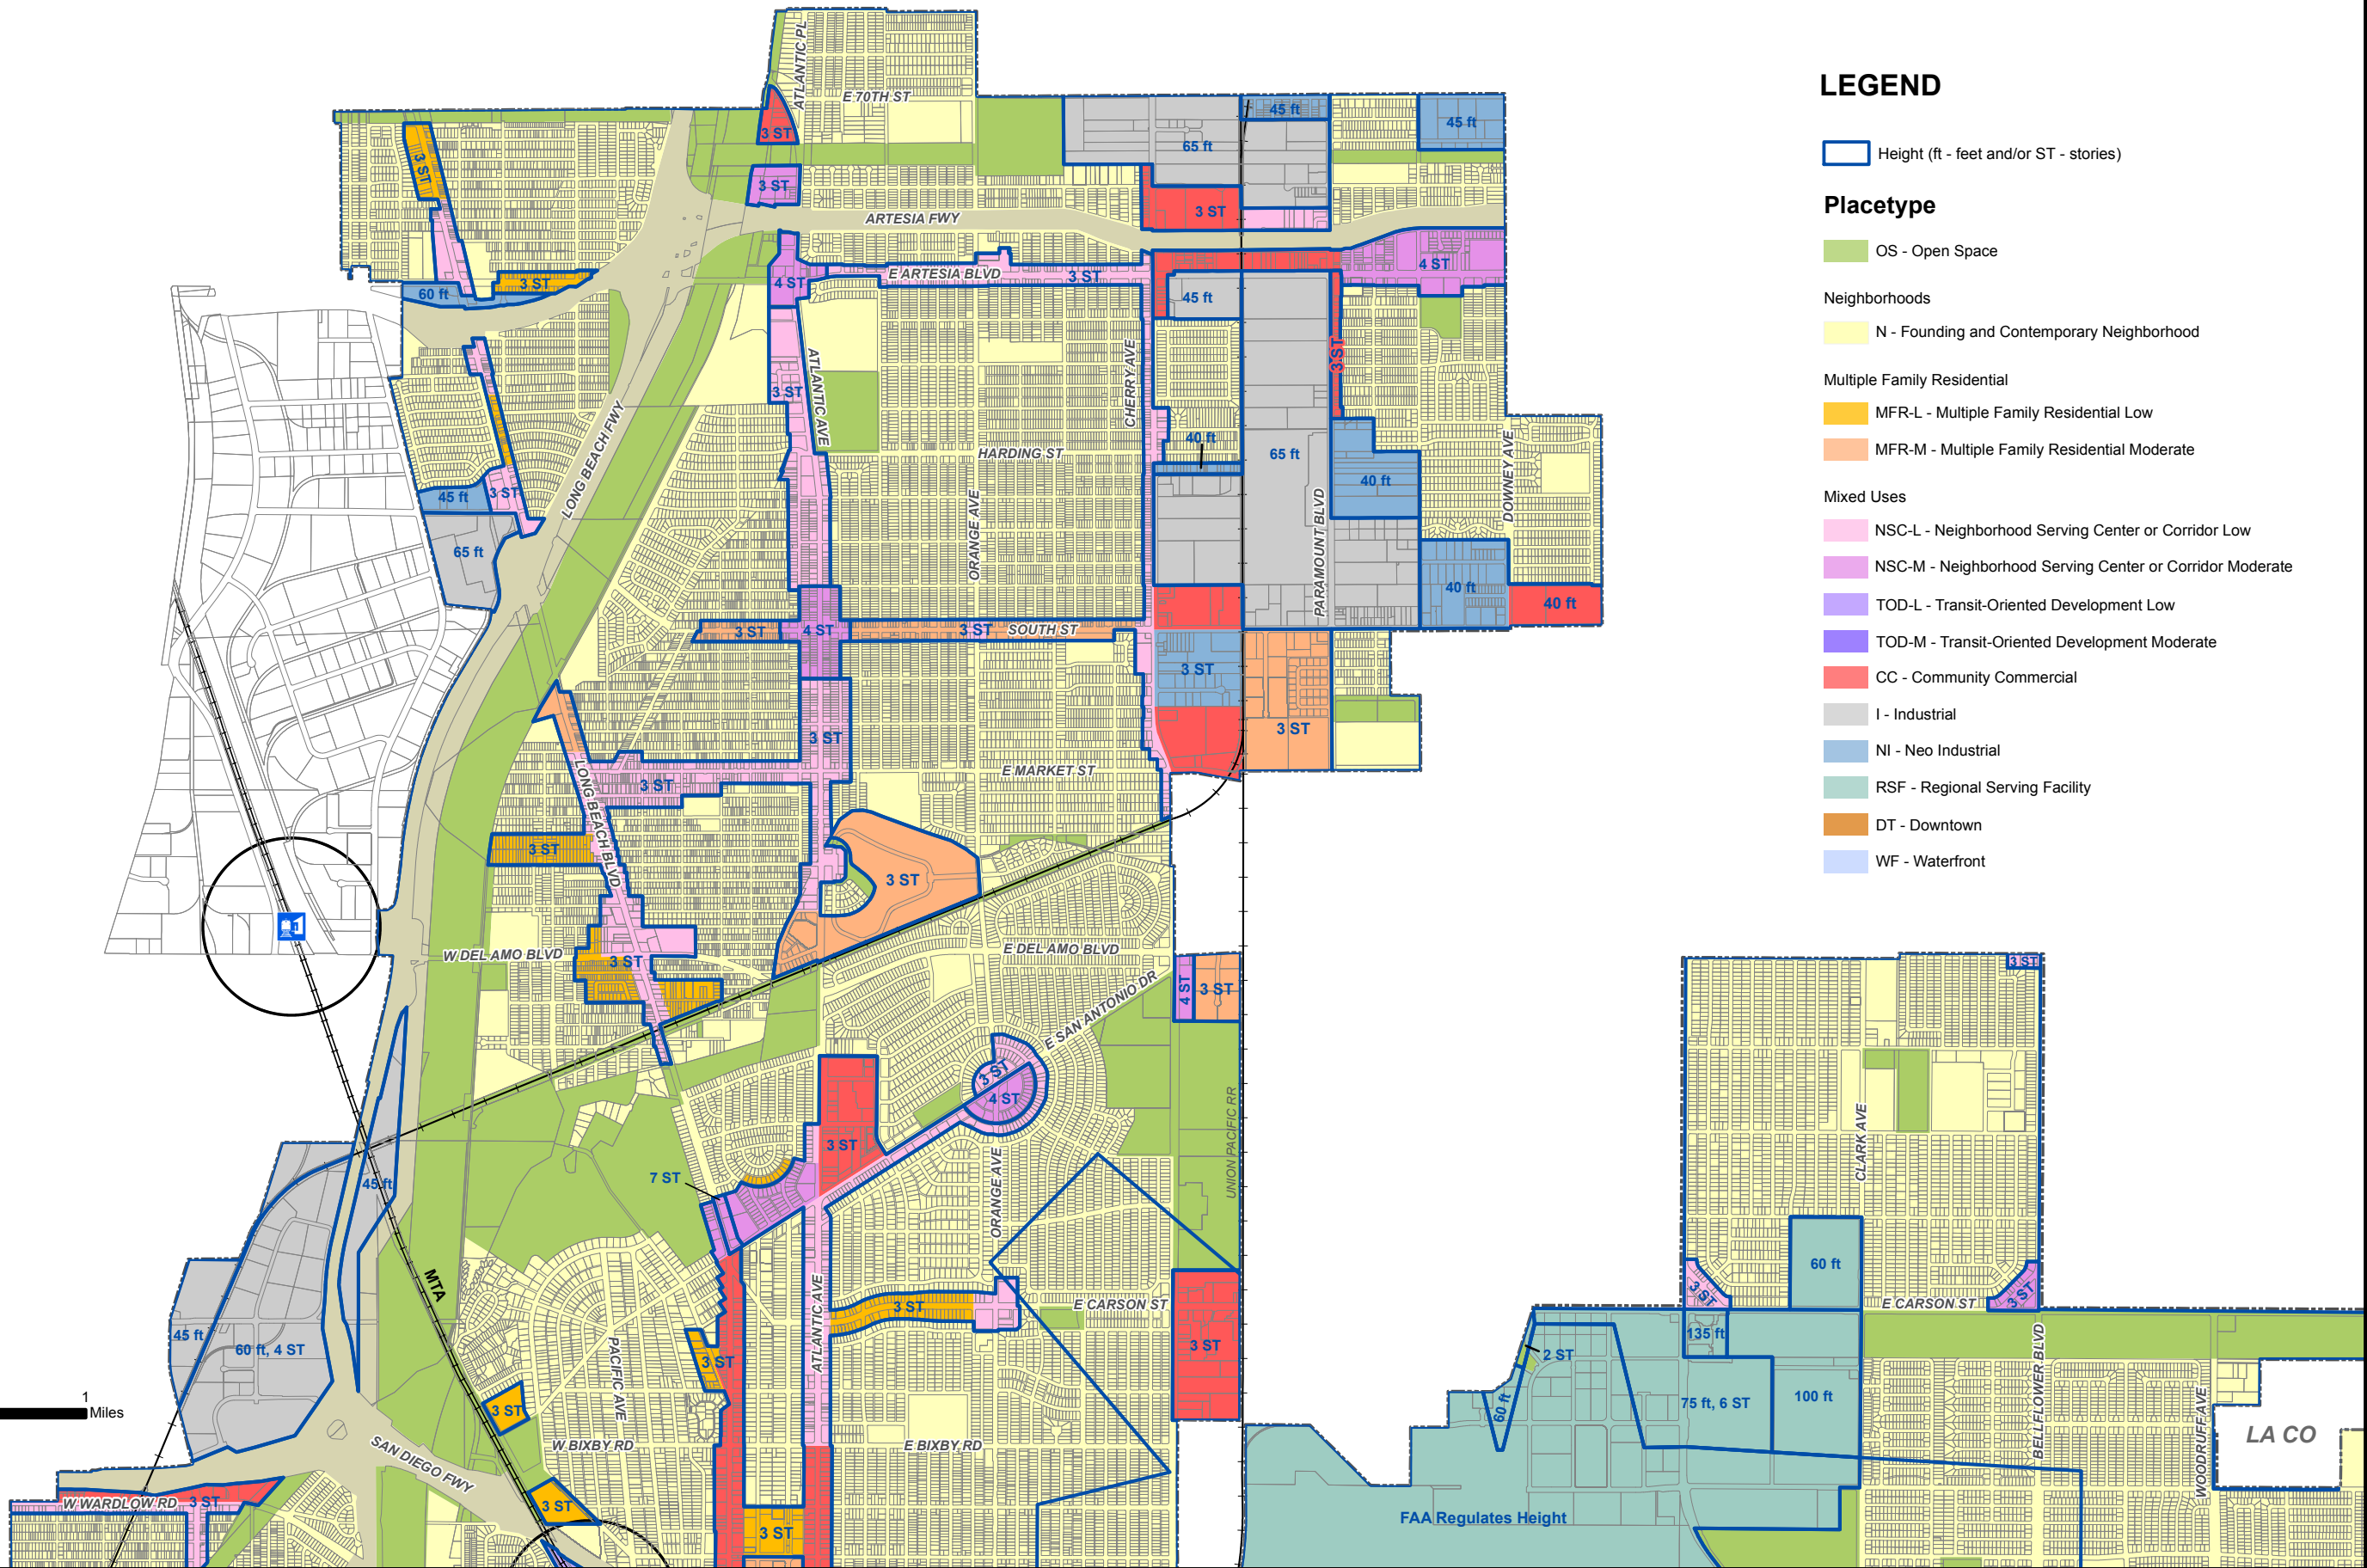 LEGEND
Height (ft - feet and/or ST - stories)
Placetype
OS - Open Space
Neighborhoods
N - Founding and Contemporary Neighborhood
Multiple Family Residential
MFR-L - Multiple Family Residential Low
MFR-M - Multiple Family Residential Moderate
Mixed Uses
NSC-L - Neighborhood Serving Center or Corridor Low
NSC-M - Neighborhood Serving Center or Corridor Moderate
TOD-L - Transit-Oriented Development Low
TOD-M - Transit-Oriented Development Moderate
CC - Community Commercial
I - Industrial
NI - Neo Industrial
RSF - Regional Serving Facility
DT - Downtown
WF - Waterfront
ATLANTIC PL
E 70TH ST
3 ST
45 ft
45 ft
65 ft
3 ST
3 ST
3 ST
ARTESIA FWY
E ARTESIA BLVD
3 ST
4 ST
4 ST
60 ft
3 ST
45 ft
3 ST
ATLANTIC AVE
CHERRY AVE
3 ST
LONG BEACH FWY
HARDING ST
40 ft
65 ft
40 ft
DOWNEY AVE
45 ft
3 ST
65 ft
ORANGE AVE
PARAMOUNT BLVD
40 ft
40 ft
3 ST
4 ST
3 ST
SOUTH ST
3 ST
3 ST
3 ST
E MARKET ST
3 ST
LONG BEACH BLVD
3 ST
3 ST
W DEL AMO BLVD
3 ST
E DEL AMO BLVD
E SAN ANTONIO DR
4 ST
3 ST
3 ST
3 ST
4 ST
UNION PACIFIC RR
3 ST
CLARK AVE
7 ST
45 ft
ORANGE AVE
MTA
60 ft
3 ST
3 ST
E CARSON ST
3 ST
E CARSON ST
ATLANTIC AVE
45 ft
60 ft, 4 ST
PACIFIC AVE
3 ST
3 ST
135 ft
2 ST
BELLFLOWER BLVD
60 ft
75 ft, 6 ST
100 ft
WOODRUFF AVE
1
Miles
3 ST
W BIXBY RD
E BIXBY RD
LA CO
SAN DIEGO FWY
W WARDLOW RD
3 ST
3 ST
3 ST
FAA Regulates Height